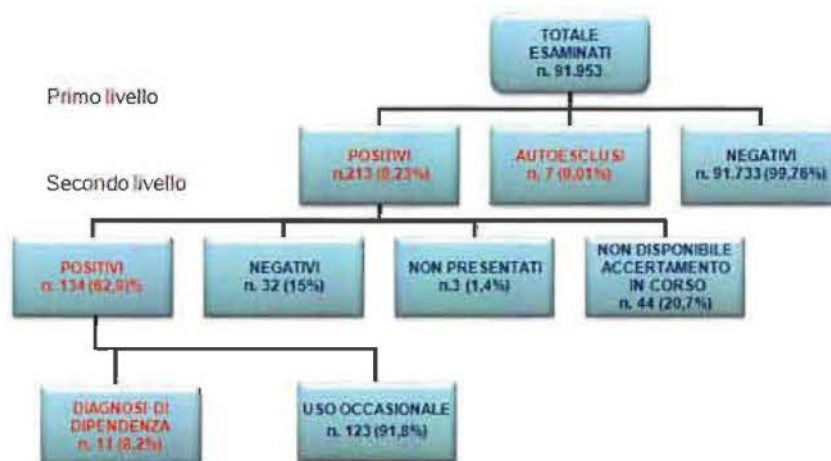 TOTALE
ESAMINATI
n. 91.953
Primo livello
POSITIVI
n.213 (0,23%)
AUTOESCLUSI
n. 7 (0,01%)
NEGATIVI
n. 91.733 (99,76%)
Secondo livello
POSITIVI
n. 134 (62,9)%
NEGATIVI
n. 32 (15%)
NON PRESENTATI
n.3 (1,4%)
NON DISPONIBILE
ACCERTAMENTO
IN CORSO
n. 44 (20,7%)
DIAGNOSI DI
DIPENDENZA
n. 11 (8,2%)
USO OCCASIONALE
n. 123 (91,8%)